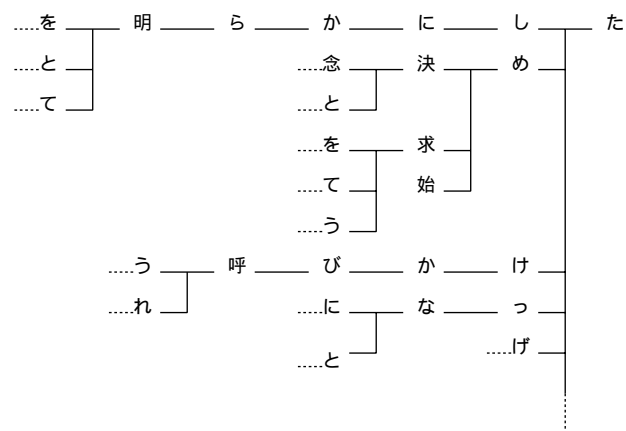 を 明 ら か に し た
と 念 決 め
て と
を 求
て 始
う
う 呼 び か け
れ に な っ
と げ